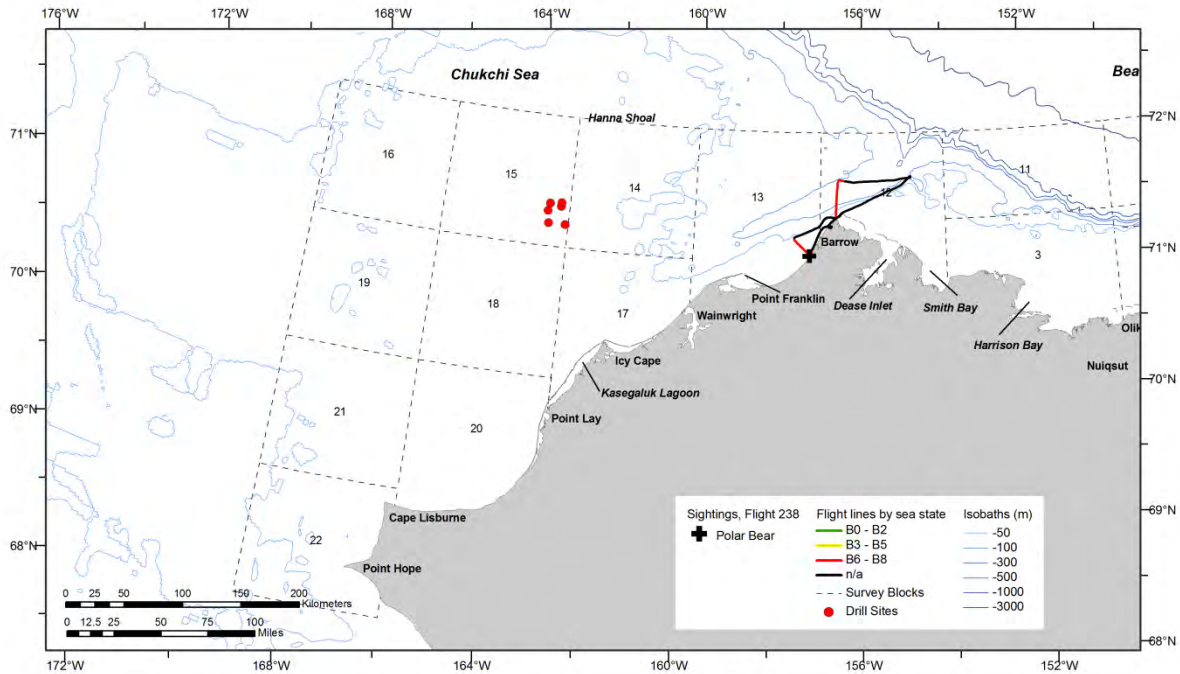 176°W 168°W 164°W 160°W 156°W 152°W
Chukchi Sea
Bea
72°N
71°N
Hanna Shoal
16
15
14
13
12
11
71°N
Barrow
3
70°N
19
18
17
Point Franklin
Dease Inlet
Smith Bay
Wainwright
Harrison Bay
Olik
Icy Cape
Nuiqsut
Kasegaluk Lagoon
70°N
69°N
21
20
Point Lay
Cape Lisburne
69°N
22
68°N
Point Hope
Sightings, Flight 238
Polar Bear
Flight lines by sea state
B0 - B2
B3 - B5
B6 - B8
n/a
Survey Blocks
Drill Sites
Isobaths (m)
-50
-100
-300
-500
-1000
-3000
0 25 50 100 150 200
Kilometers
0 12.5 25 50 75 100
Miles
68°N
172°W 168°W 164°W 160°W 156°W 152°W